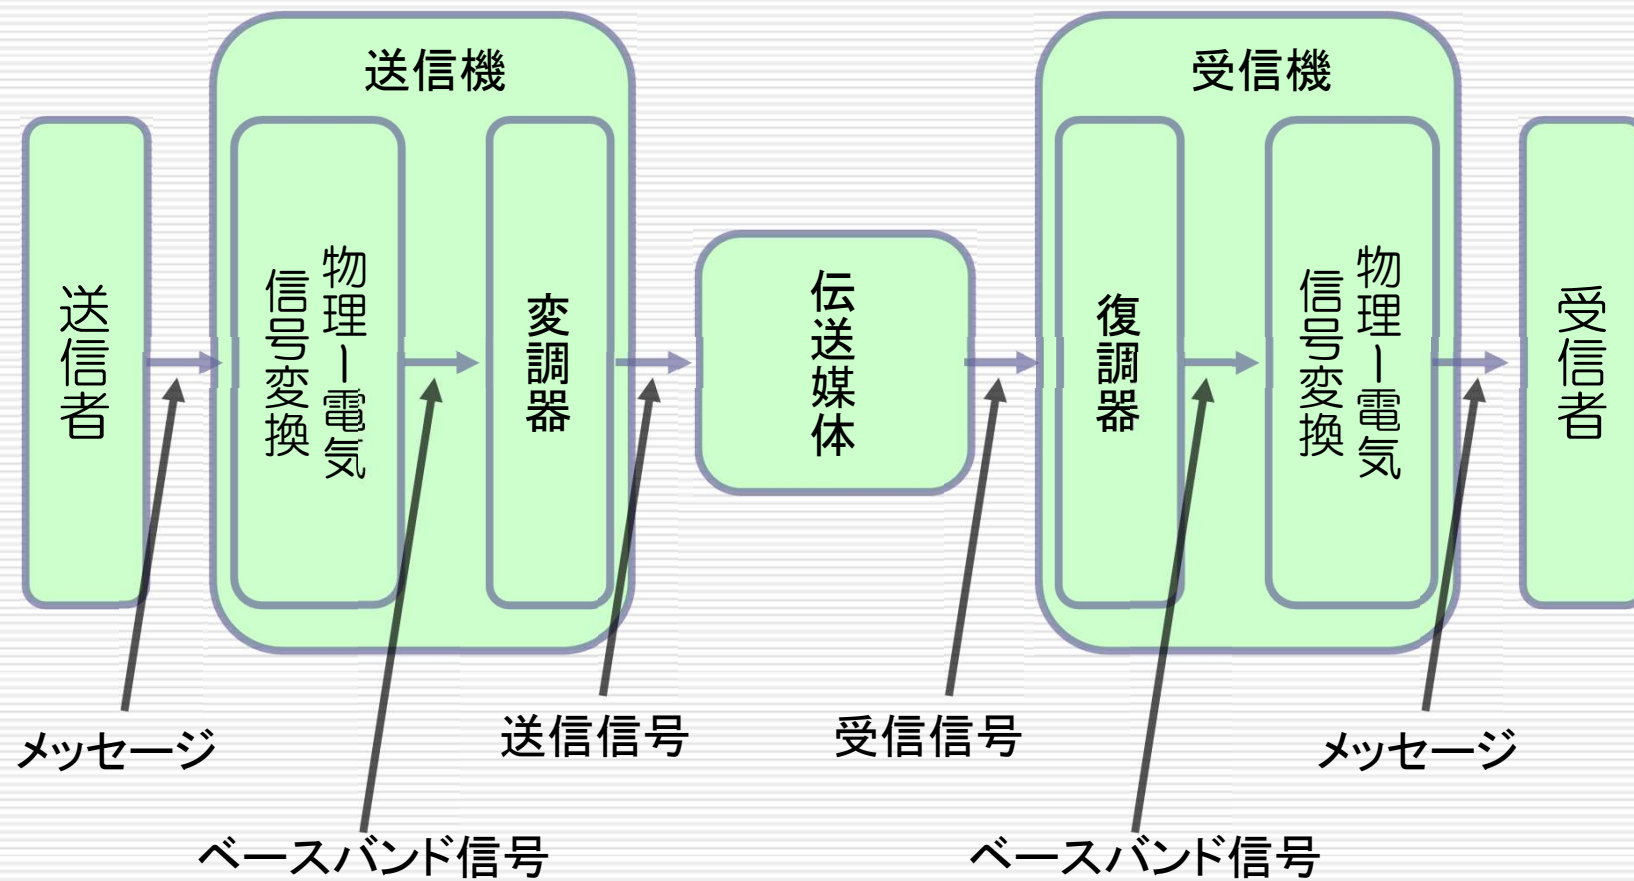 送信機
受信機
送信者
物理ー電気
信号変換
変調器
伝送媒体
復調器
物理ー電気
信号変換
受信者
メッセージ
送信信号
受信信号
メッセージ
ベースバンド信号
ベースバンド信号